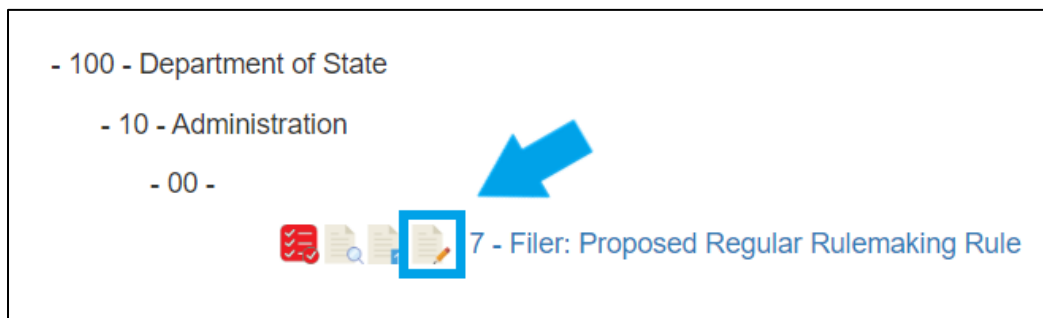 - 100 - Department of State
- 10 - Administration
- 00 -
7 - Filer: Proposed Regular Rulemaking Rule